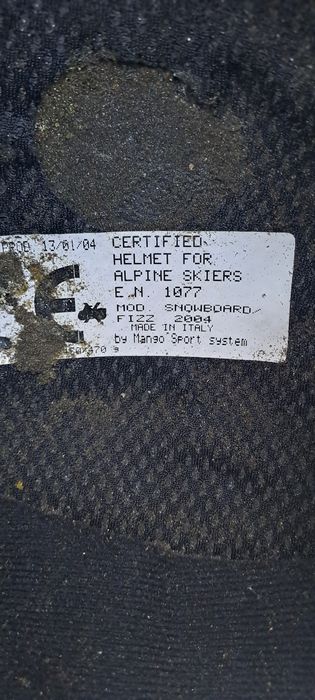 PROD 13/01/04 CERTIFIED
HELMET FOR
ALPINE SKIERS
CE E.N. 1077
MOD. SNOWBOARD/
FIZZ 2004
MADE IN ITALY
by Mango Sport system